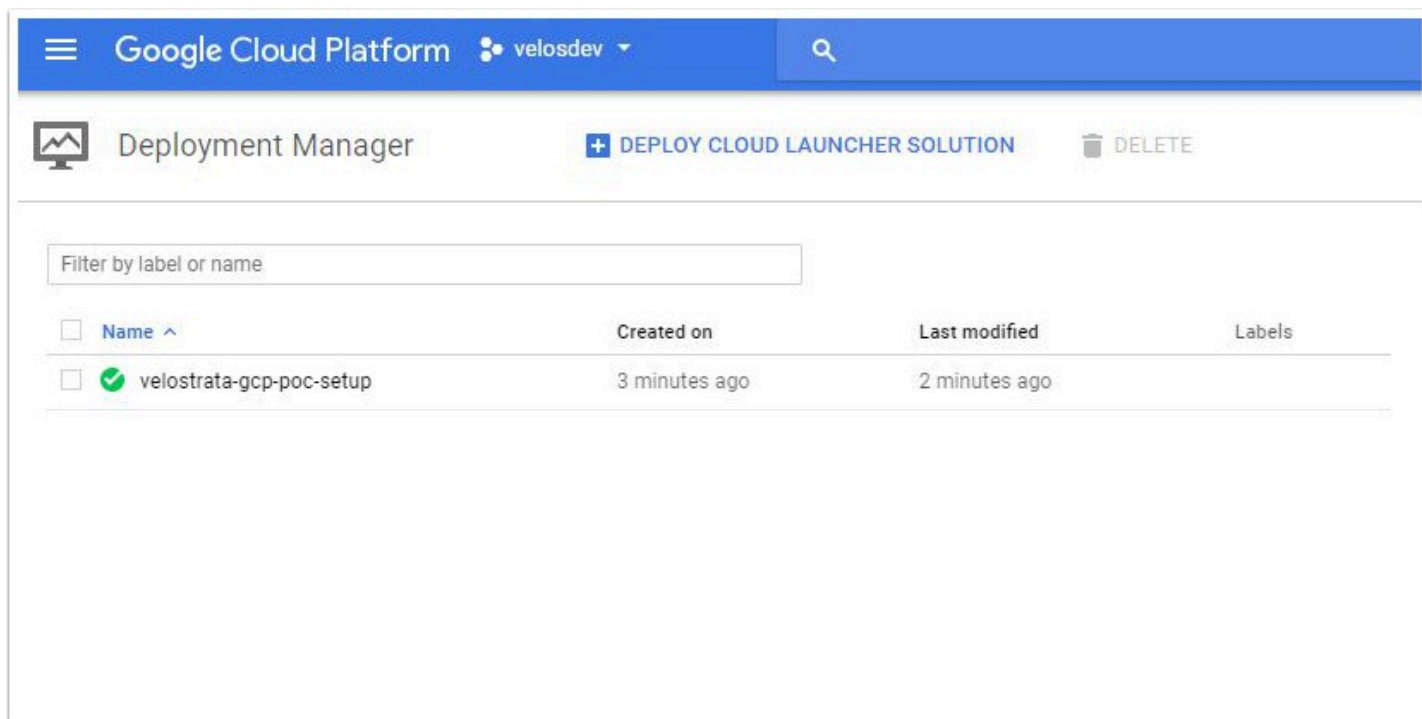 Google Cloud Platform velosdev
Deployment Manager DEPLOY CLOUD LAUNCHER SOLUTION DELETE
Filter by label or name
Name Created on Last modified Labels
velostrata-gcp-poc-setup 3 minutes ago 2 minutes ago